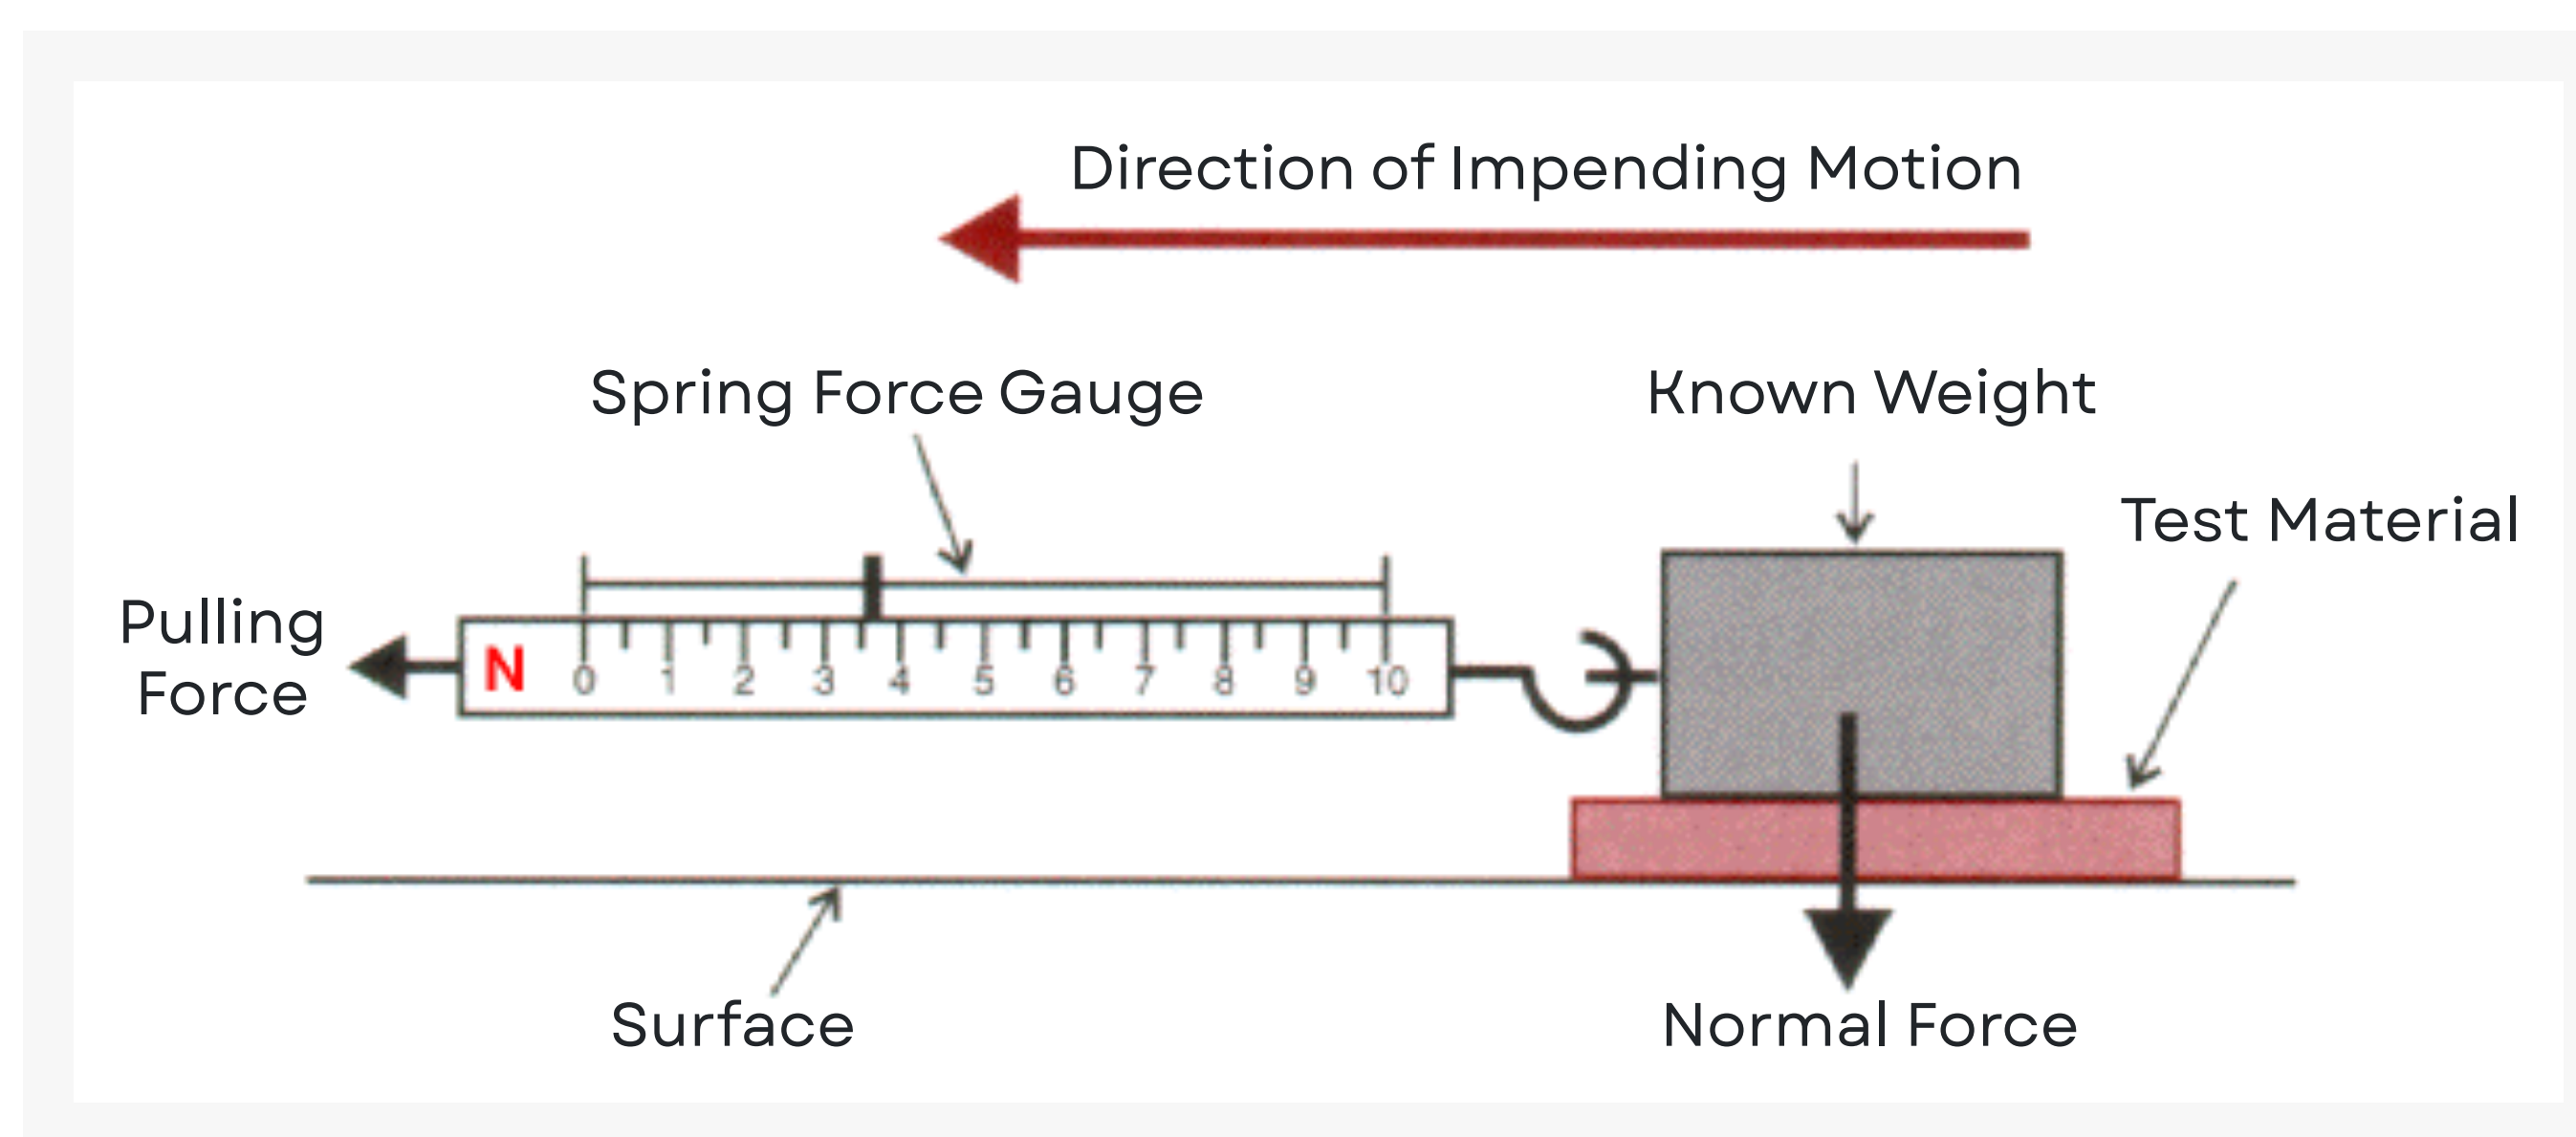 Direction of Impending Motion
Spring Force Gauge
Known Weight
Test Material
Pulling
Force
N
0 1 2 3 4 5 6 7 8 9 10
Surface
Normal Force